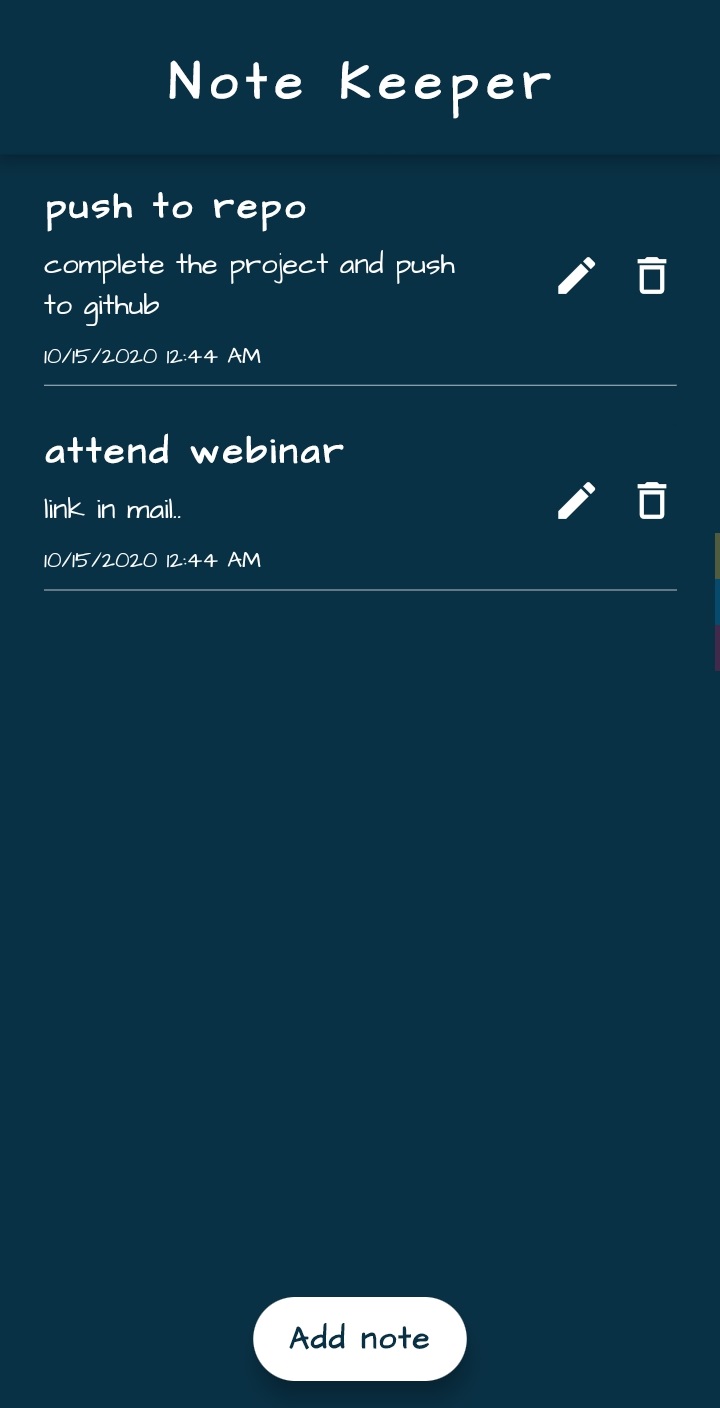 Note Keeper
push to repo
complete the project and push
to github
10/15/2020 12:44 AM
attend webinar
link in mail..
10/15/2020 12:44 AM
Add note